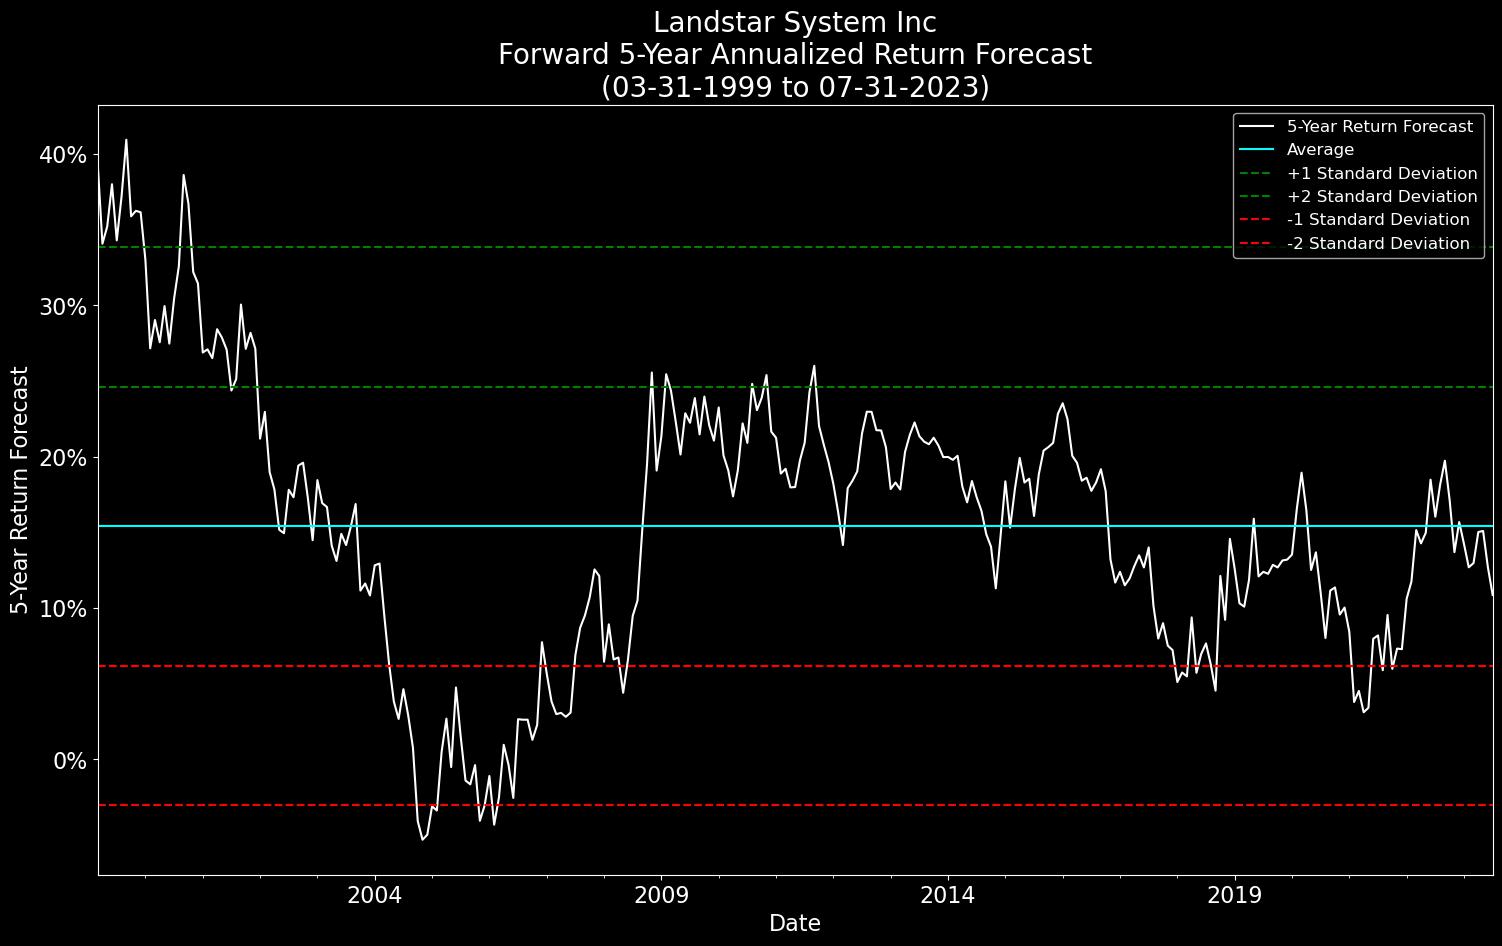 Landstar System Inc
Forward 5-Year Annualized Return Forecast
(03-31-1999 to 07-31-2023)
5-Year Return Forecast
Average
+1 Standard Deviation
+2 Standard Deviation
-1 Standard Deviation
-2 Standard Deviation
40%
30%
20%
10%
0%
5-Year Return Forecast
2004 2009 2014 2019
Date